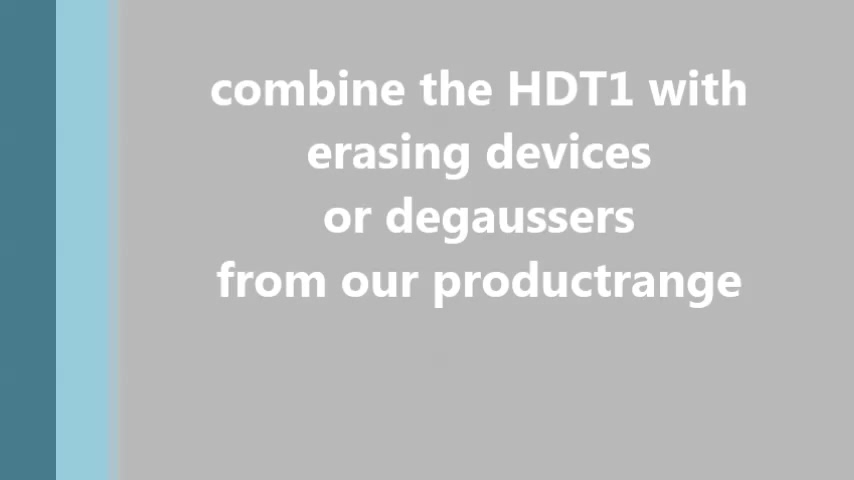 combine the HDT1 with
erasing devices
or degaussers
from our productrange